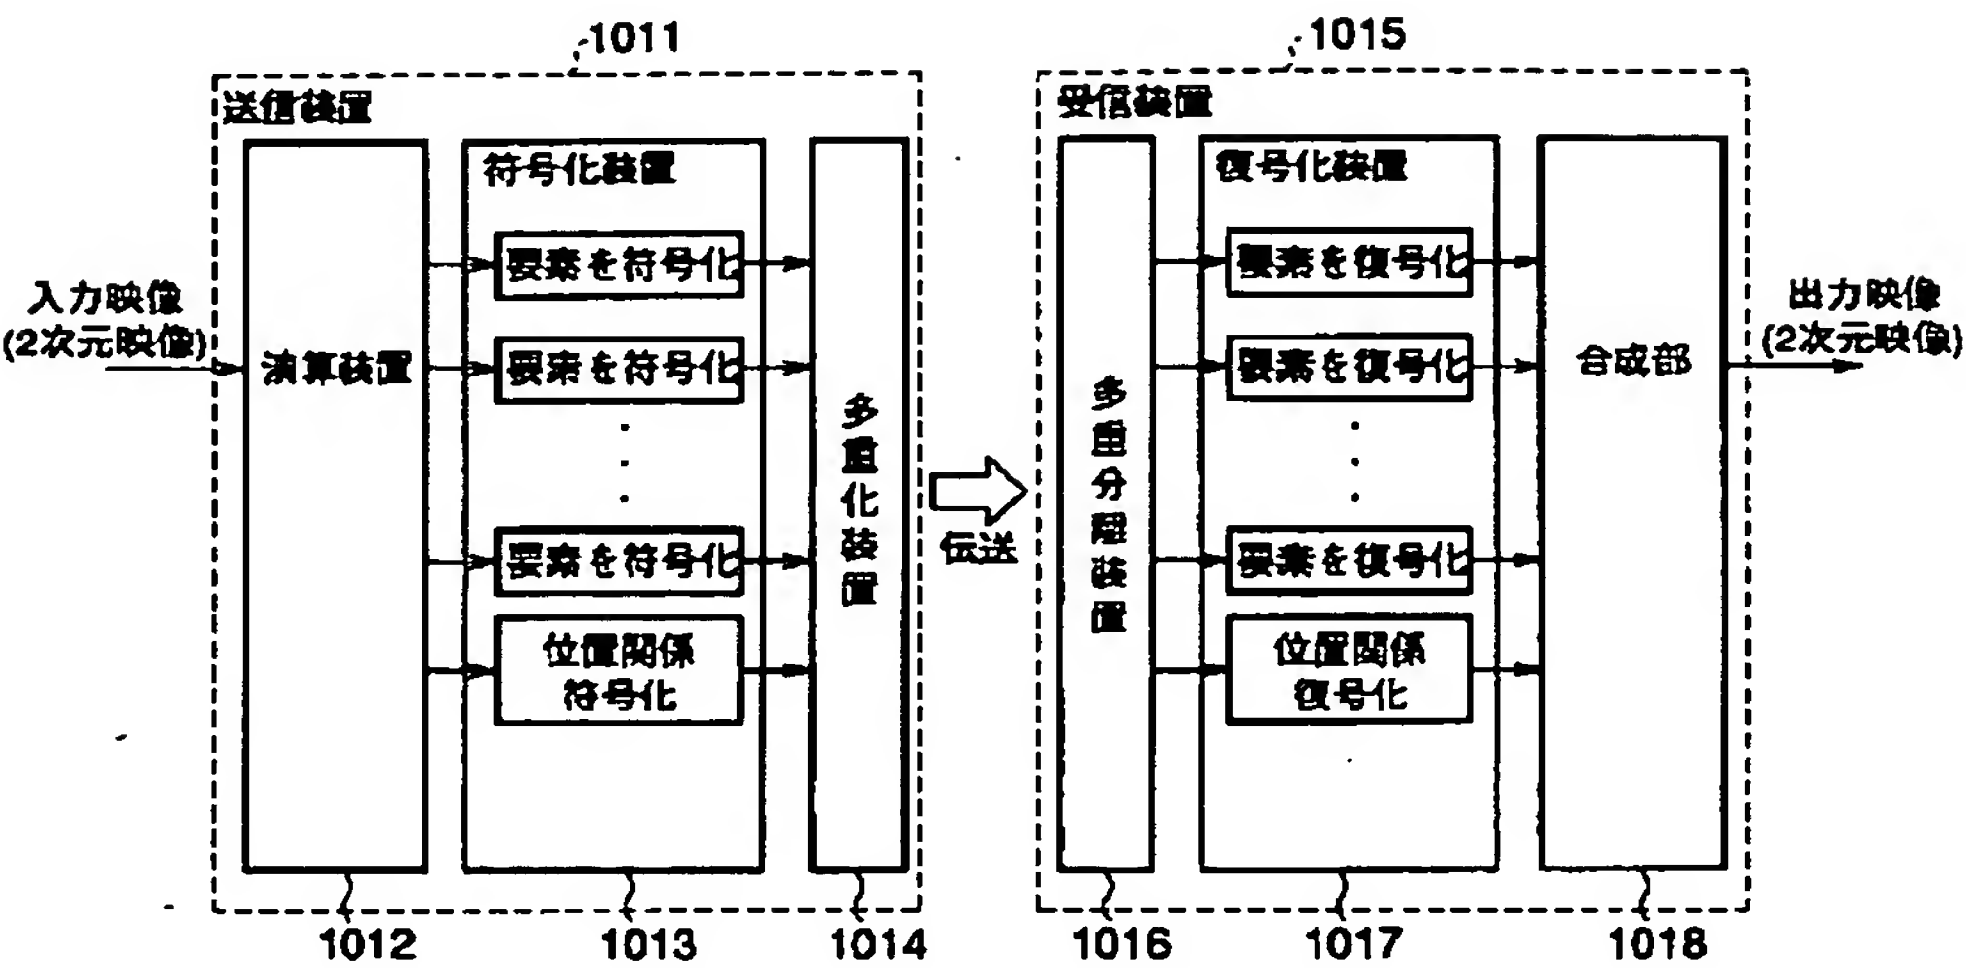 1011
送信装置
入力映像
(2次元映像)
演算装置
符号化装置
要素を符号化
要素を符号化
要素を符号化
位置関係
符号化
多重化装置
1012
1013
1014
伝送
1015
受信装置
多重分離装置
復号化装置
要素を復号化
要素を復号化
要素を復号化
位置関係
復号化
合成部
出力映像
(2次元映像)
1016
1017
1018